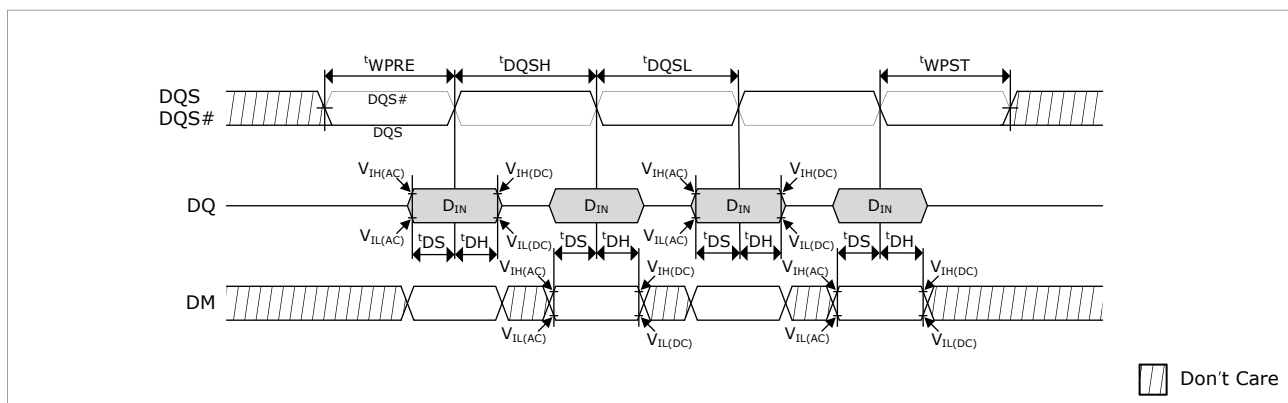 tWPRE tDQSH tDQSL tWPST
DQS DQS#
DQS# DQS
VIH(AC) VIH(DC) VIH(AC) VIH(DC)
DQ DIN DIN DIN DIN
VIL(AC) tDS tDH VIL(DC) tDS tDH VIL(AC) tDS tDH VIL(DC) tDS tDH
VIH(AC) VIH(DC) VIH(AC) VIH(DC)
DM
VIL(AC) VIL(DC) VIL(AC) VIL(DC)
Don't Care